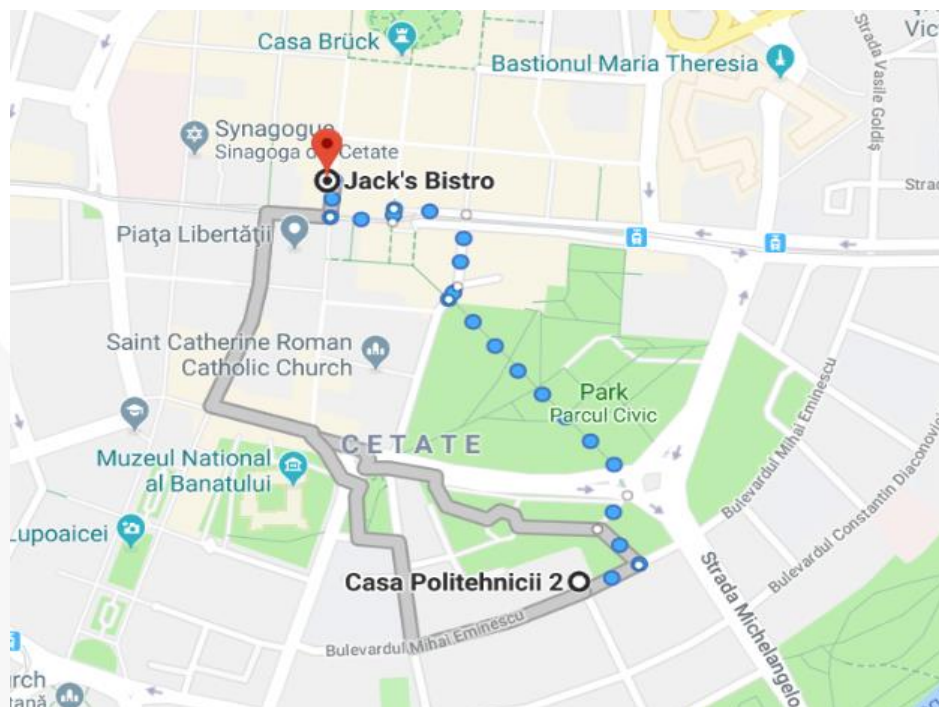 Casa Brück
Vic
Bastionul Maria Theresia
Strada Vasile Goldiș
Synagogue
Sinagoga din Cetate
Jack's Bistro
Strad
Piața Libertății
Saint Catherine Roman
Catholic Church
Park
Parcul Civic
CETATE
Muzeul National
al Banatului
Lupoaicei
Bulevardul Mihai Eminescu
Bulevardul Constantin Diaconovici
Casa Politehnicii 2
Bulevardul Mihai Eminescu
Strada Michelangelo